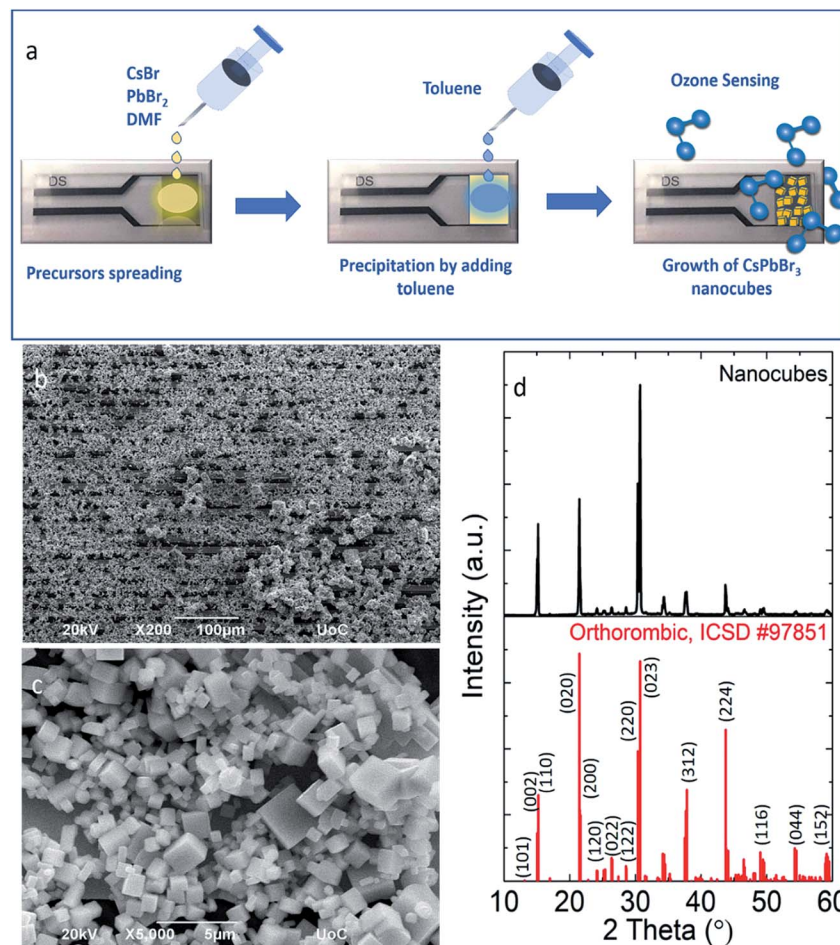 a
CsBr
PbBr₂
DMF
Toluene
Ozone Sensing
DS
DS
DS
Precursors spreading
Precipitation by adding
toluene
Growth of CsPbBr₃
nanocubes
b
20kV X200 100μm UoC
c
20kV X5,000 5μm UoC
d
Nanocubes
Orthorombic, ICSD #97851
Intensity (a.u.)
(101)
(002)
(110)
(020)
(200)
(120)
(022)
(122)
(220)
(023)
(312)
(224)
(116)
(044)
(152)
10 20 30 40 50 60
2 Theta (°)